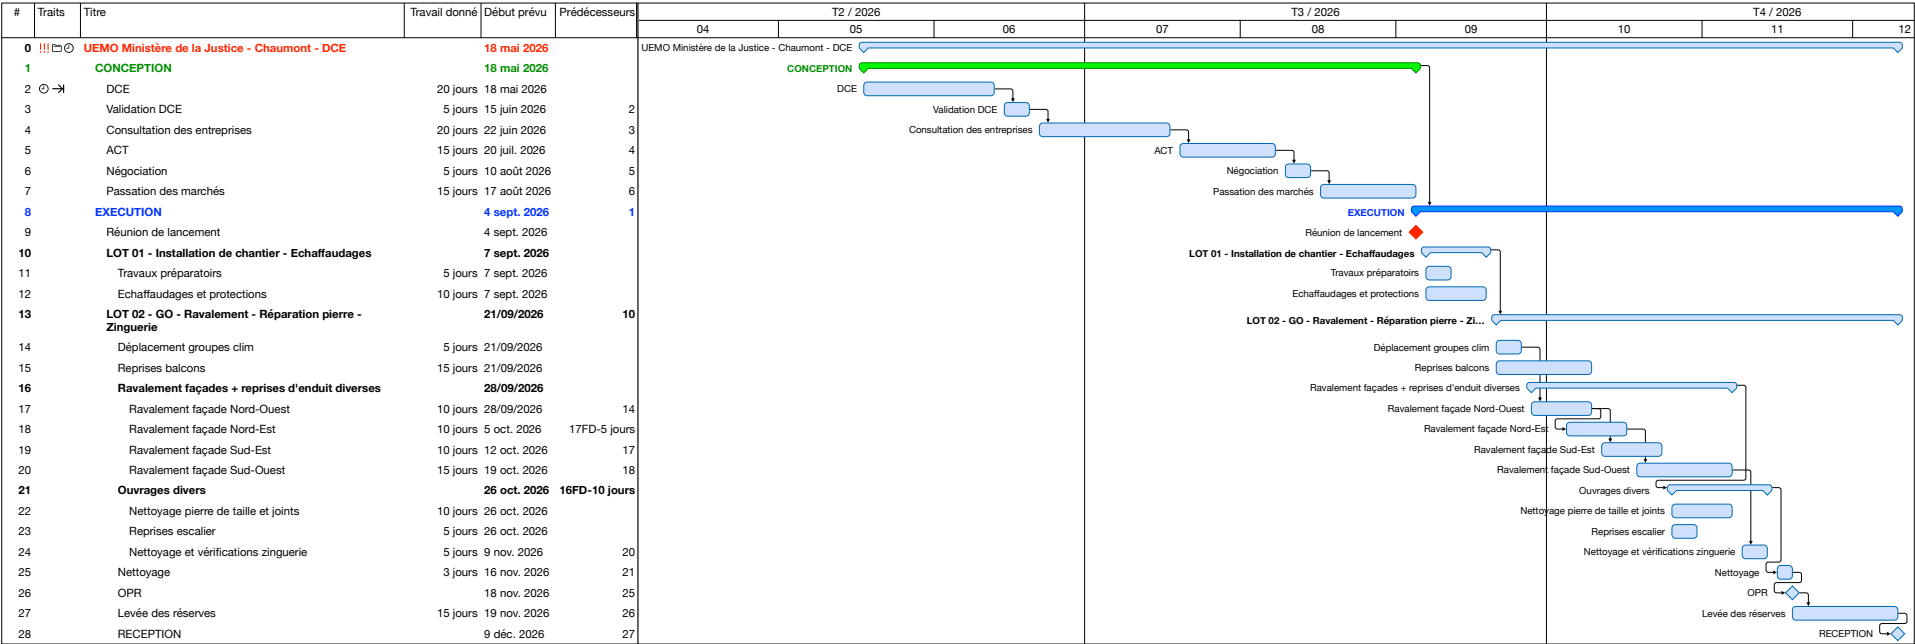 # Traits Titre Travail donné Début prévu Prédécesseurs T2 / 2026 T3 / 2026 T4 / 2026
04 05 06 07 08 09 10 11 12
0 !!! UEMO Ministère de la Justice - Chaumont - DCE 18 mai 2026 UEMO Ministère de la Justice - Chaumont - DCE
1 CONCEPTION 18 mai 2026 CONCEPTION
2 DCE 20 jours 18 mai 2026 DCE
3 Validation DCE 5 jours 15 juin 2026 2 Validation DCE
4 Consultation des entreprises 20 jours 22 juin 2026 3 Consultation des entreprises
5 ACT 15 jours 20 juil. 2026 4 ACT
6 Négociation 5 jours 10 août 2026 5 Négociation
7 Passation des marchés 15 jours 17 août 2026 6 Passation des marchés
8 EXECUTION 4 sept. 2026 1 EXECUTION
9 Réunion de lancement 4 sept. 2026 Réunion de lancement
10 LOT 01 - Installation de chantier - Echaffaudages 7 sept. 2026 LOT 01 - Installation de chantier - Echaffaudages
11 Travaux préparatoirs 5 jours 7 sept. 2026 Travaux préparatoirs
12 Echaffaudages et protections 10 jours 7 sept. 2026 Echaffaudages et protections
13 LOT 02 - GO - Ravalement - Réparation pierre - 21/09/2026 10 LOT 02 - GO - Ravalement - Réparation pierre - Zi...
Zinguerie
14 Déplacement groupes clim 5 jours 21/09/2026 Déplacement groupes clim
15 Reprises balcons 15 jours 21/09/2026 Reprises balcons
16 Ravalement façades + reprises d'enduit diverses 28/09/2026 Ravalement façades + reprises d'enduit diverses
17 Ravalement façade Nord-Ouest 10 jours 28/09/2026 14 Ravalement façade Nord-Ouest
18 Ravalement façade Nord-Est 10 jours 5 oct. 2026 17FD-5 jours Ravalement façade Nord-Est
19 Ravalement façade Sud-Est 10 jours 12 oct. 2026 17 Ravalement façade Sud-Est
20 Ravalement façade Sud-Ouest 15 jours 19 oct. 2026 18 Ravalement façade Sud-Ouest
21 Ouvrages divers 26 oct. 2026 16FD-10 jours Ouvrages divers
22 Nettoyage pierre de taille et joints 10 jours 26 oct. 2026 Nettoyage pierre de taille et joints
23 Reprises escalier 5 jours 26 oct. 2026 Reprises escalier
24 Nettoyage et vérifications zinguerie 5 jours 9 nov. 2026 20 Nettoyage et vérifications zinguerie
25 Nettoyage 3 jours 16 nov. 2026 21 Nettoyage
26 OPR 18 nov. 2026 25 OPR
27 Levée des réserves 15 jours 19 nov. 2026 26 Levée des réserves
28 RECEPTION 9 déc. 2026 27 RECEPTION